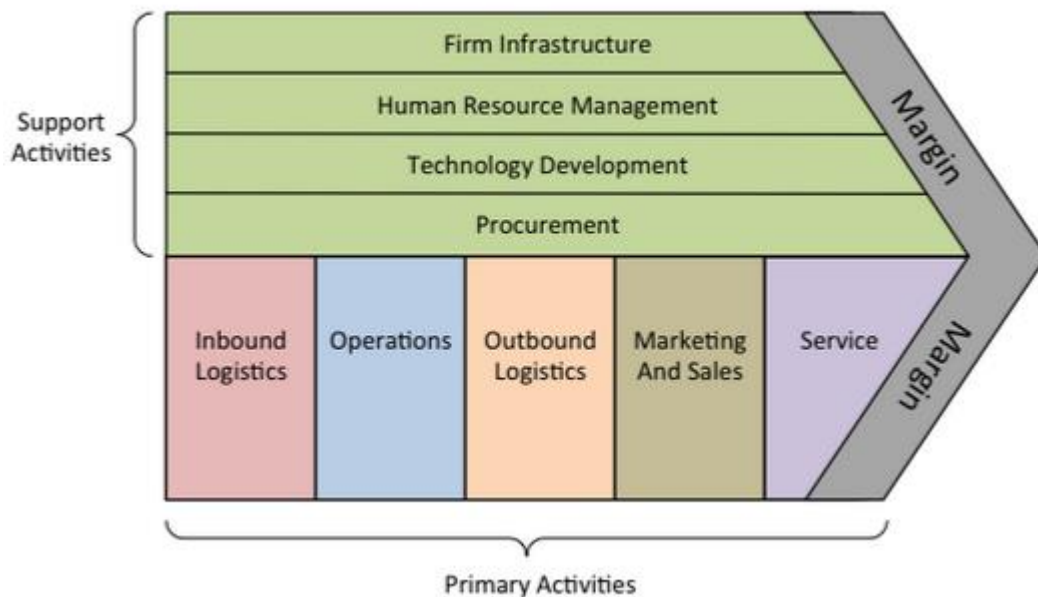 Firm Infrastructure
Human Resource Management
Technology Development
Procurement
Support
Activities
Margin
Inbound
Logistics
Operations
Outbound
Logistics
Marketing
And Sales
Service
Margin
Primary Activities